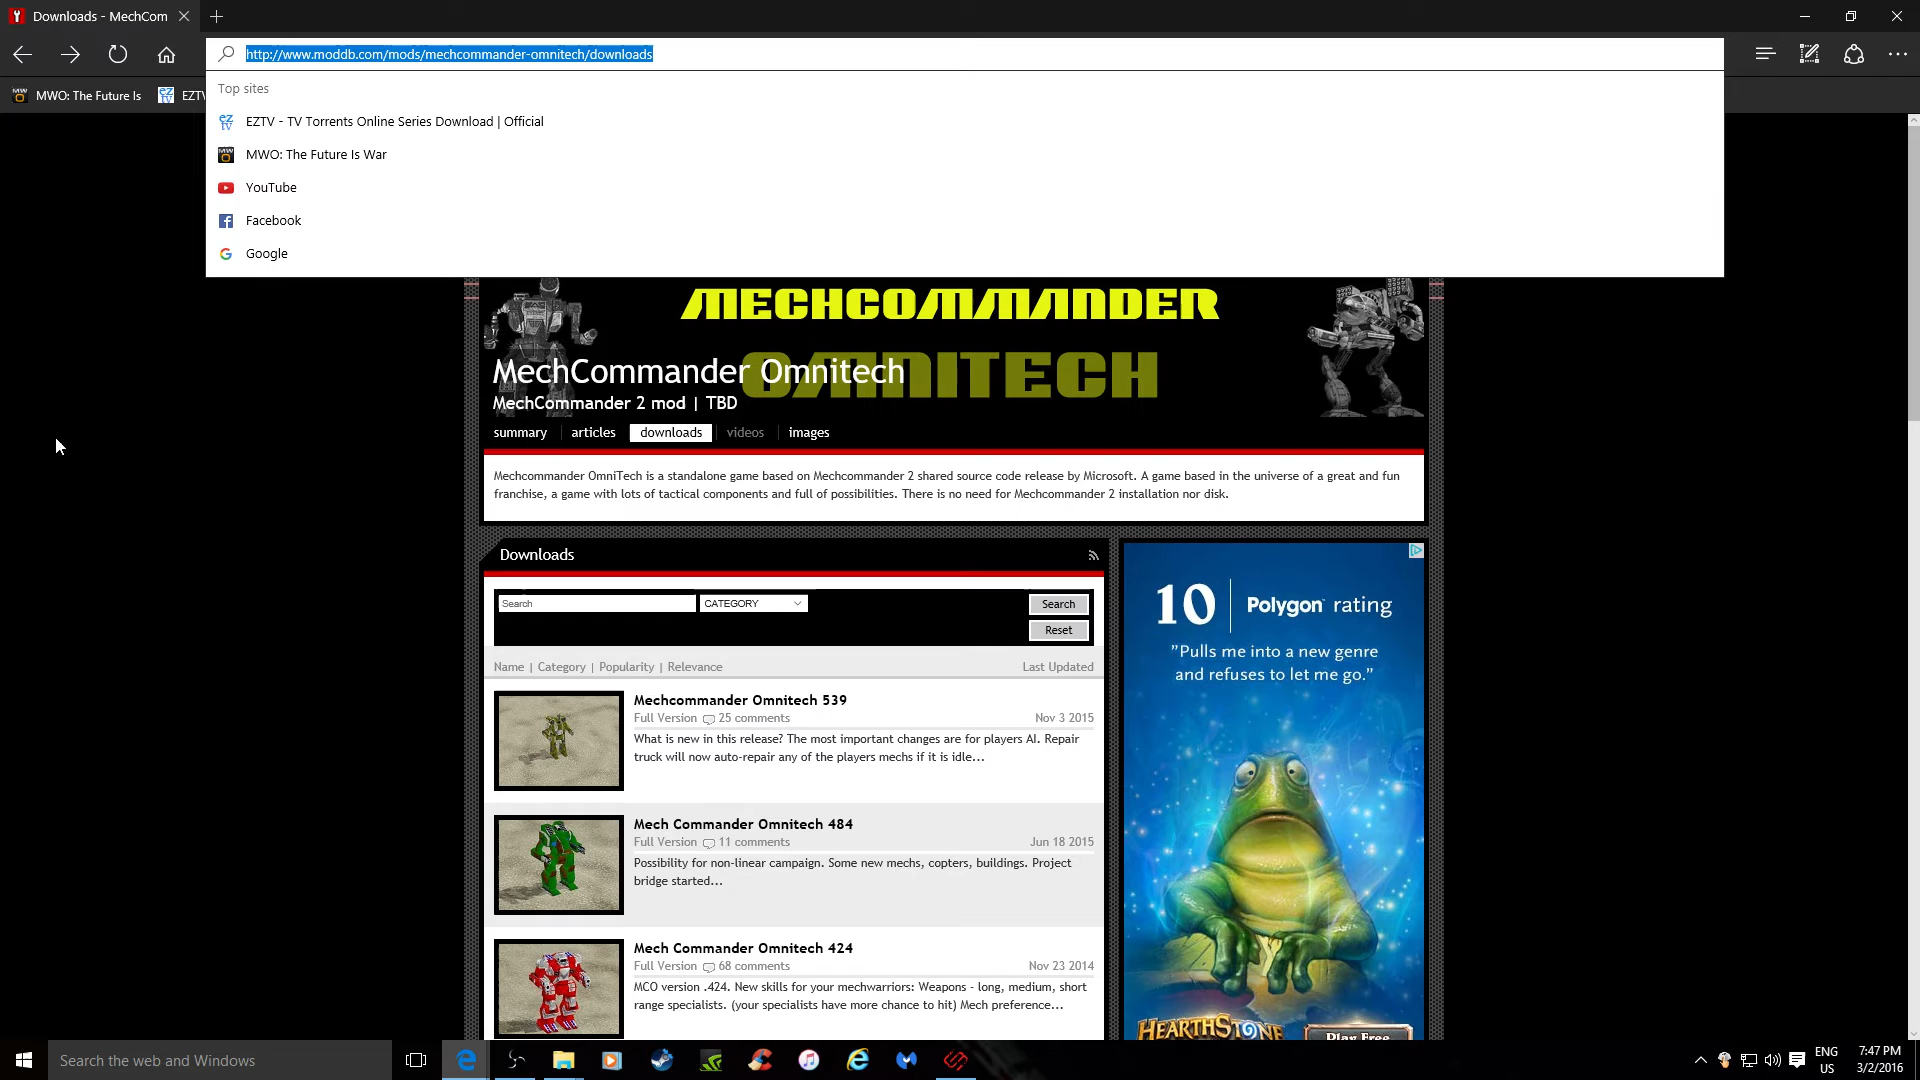 Downloads - MechCom
http://www.moddb.com/mods/mechcommander-omnitech/downloads
MWO: The Future Is
EZTV
Top sites
EZTV - TV Torrents Online Series Download | Official
MWO: The Future Is War
YouTube
Facebook
Google
MECHCOMMANDER
OMNITECH
MechCommander Omnitech
MechCommander 2 mod | TBD
summary
articles
downloads
videos
images
Mechcommander OmniTech is a standalone game based on Mechcommander 2 shared source code release by Microsoft. A game based in the universe of a great and fun
franchise, a game with lots of tactical components and full of possibilities. There is no need for Mechcommander 2 installation nor disk.
Downloads
Search
CATEGORY
Search
Reset
Name | Category | Popularity | Relevance
Last Updated
Mechcommander Omnitech 539
Full Version 25 comments
Nov 3 2015
What is new in this release? The most important changes are for players AI. Repair
truck will now auto-repair any of the players mechs if it is idle...
Mech Commander Omnitech 484
Full Version 11 comments
Jun 18 2015
Possibility for non-linear campaign. Some new mechs, copters, buildings. Project
bridge started...
Mech Commander Omnitech 424
Full Version 68 comments
Nov 23 2014
MCO version .424. New skills for your mechwarriors: Weapons - long, medium, short
range specialists. (your specialists have more chance to hit) Mech preference...
10 Polygon rating
"Pulls me into a new genre
and refuses to let me go."
HEARTHSTONE
Play Free
Search the web and Windows
ENG
US
7:47 PM
3/2/2016